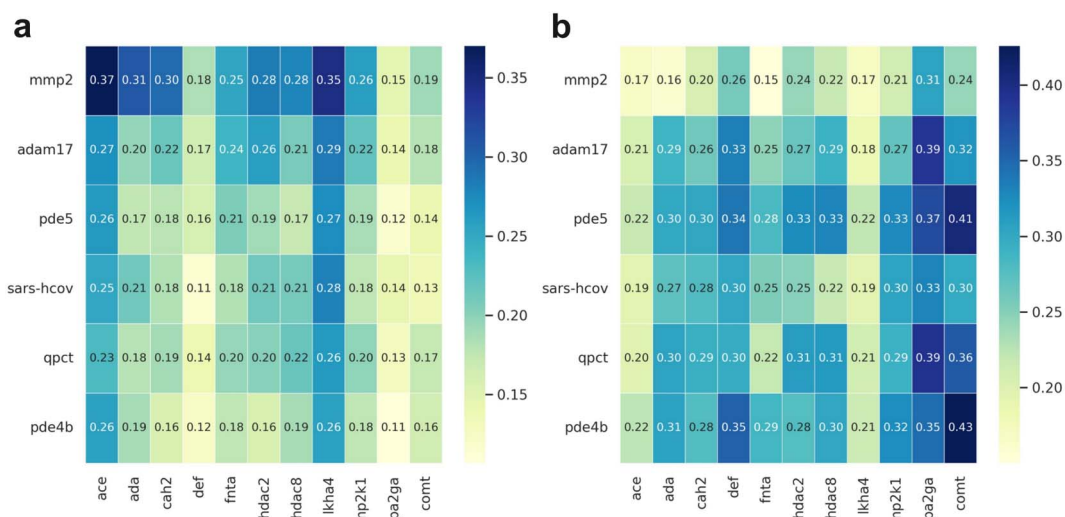 a
mmp2 0.37 0.31 0.30 0.18 0.25 0.28 0.28 0.35 0.26 0.15 0.19
adam17 0.27 0.20 0.22 0.17 0.24 0.26 0.21 0.29 0.22 0.14 0.18
pde5 0.26 0.17 0.18 0.16 0.21 0.19 0.17 0.27 0.19 0.12 0.14
sars-hcov 0.25 0.21 0.18 0.11 0.18 0.21 0.21 0.28 0.18 0.14 0.13
qpct 0.23 0.18 0.19 0.14 0.20 0.20 0.22 0.26 0.20 0.13 0.17
pde4b 0.26 0.19 0.16 0.12 0.18 0.16 0.19 0.26 0.18 0.11 0.16
ace ada cah2 def fnta hdac2 hdac8 lkha4 np2k1 pa2ga comt
0.35
0.30
0.25
0.20
0.15
b
mmp2 0.17 0.16 0.20 0.26 0.15 0.24 0.22 0.17 0.21 0.31 0.24
adam17 0.21 0.29 0.26 0.33 0.25 0.27 0.29 0.18 0.27 0.39 0.32
pde5 0.22 0.30 0.30 0.34 0.28 0.33 0.33 0.22 0.33 0.37 0.41
sars-hcov 0.19 0.27 0.28 0.30 0.25 0.25 0.22 0.19 0.30 0.33 0.30
qpct 0.20 0.30 0.29 0.30 0.22 0.31 0.31 0.21 0.29 0.39 0.36
pde4b 0.22 0.31 0.28 0.35 0.29 0.28 0.30 0.21 0.32 0.35 0.43
ace ada cah2 def fnta hdac2 hdac8 lkha4 np2k1 pa2ga comt
0.40
0.35
0.30
0.25
0.20